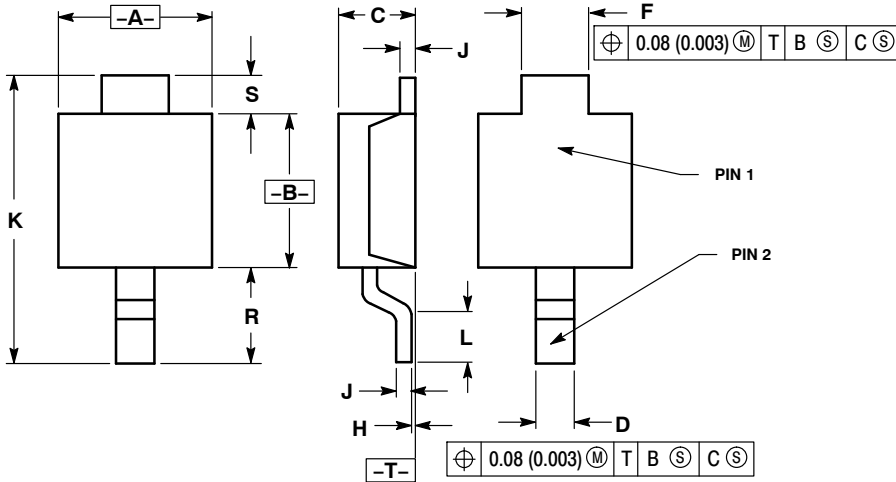 –A–
C
F
⌖ 0.08 (0.003) Ⓜ T B Ⓢ C Ⓢ
J
S
–B–
K
PIN 1
PIN 2
R
L
J
H
D
–T–
⌖ 0.08 (0.003) Ⓜ T B Ⓢ C Ⓢ